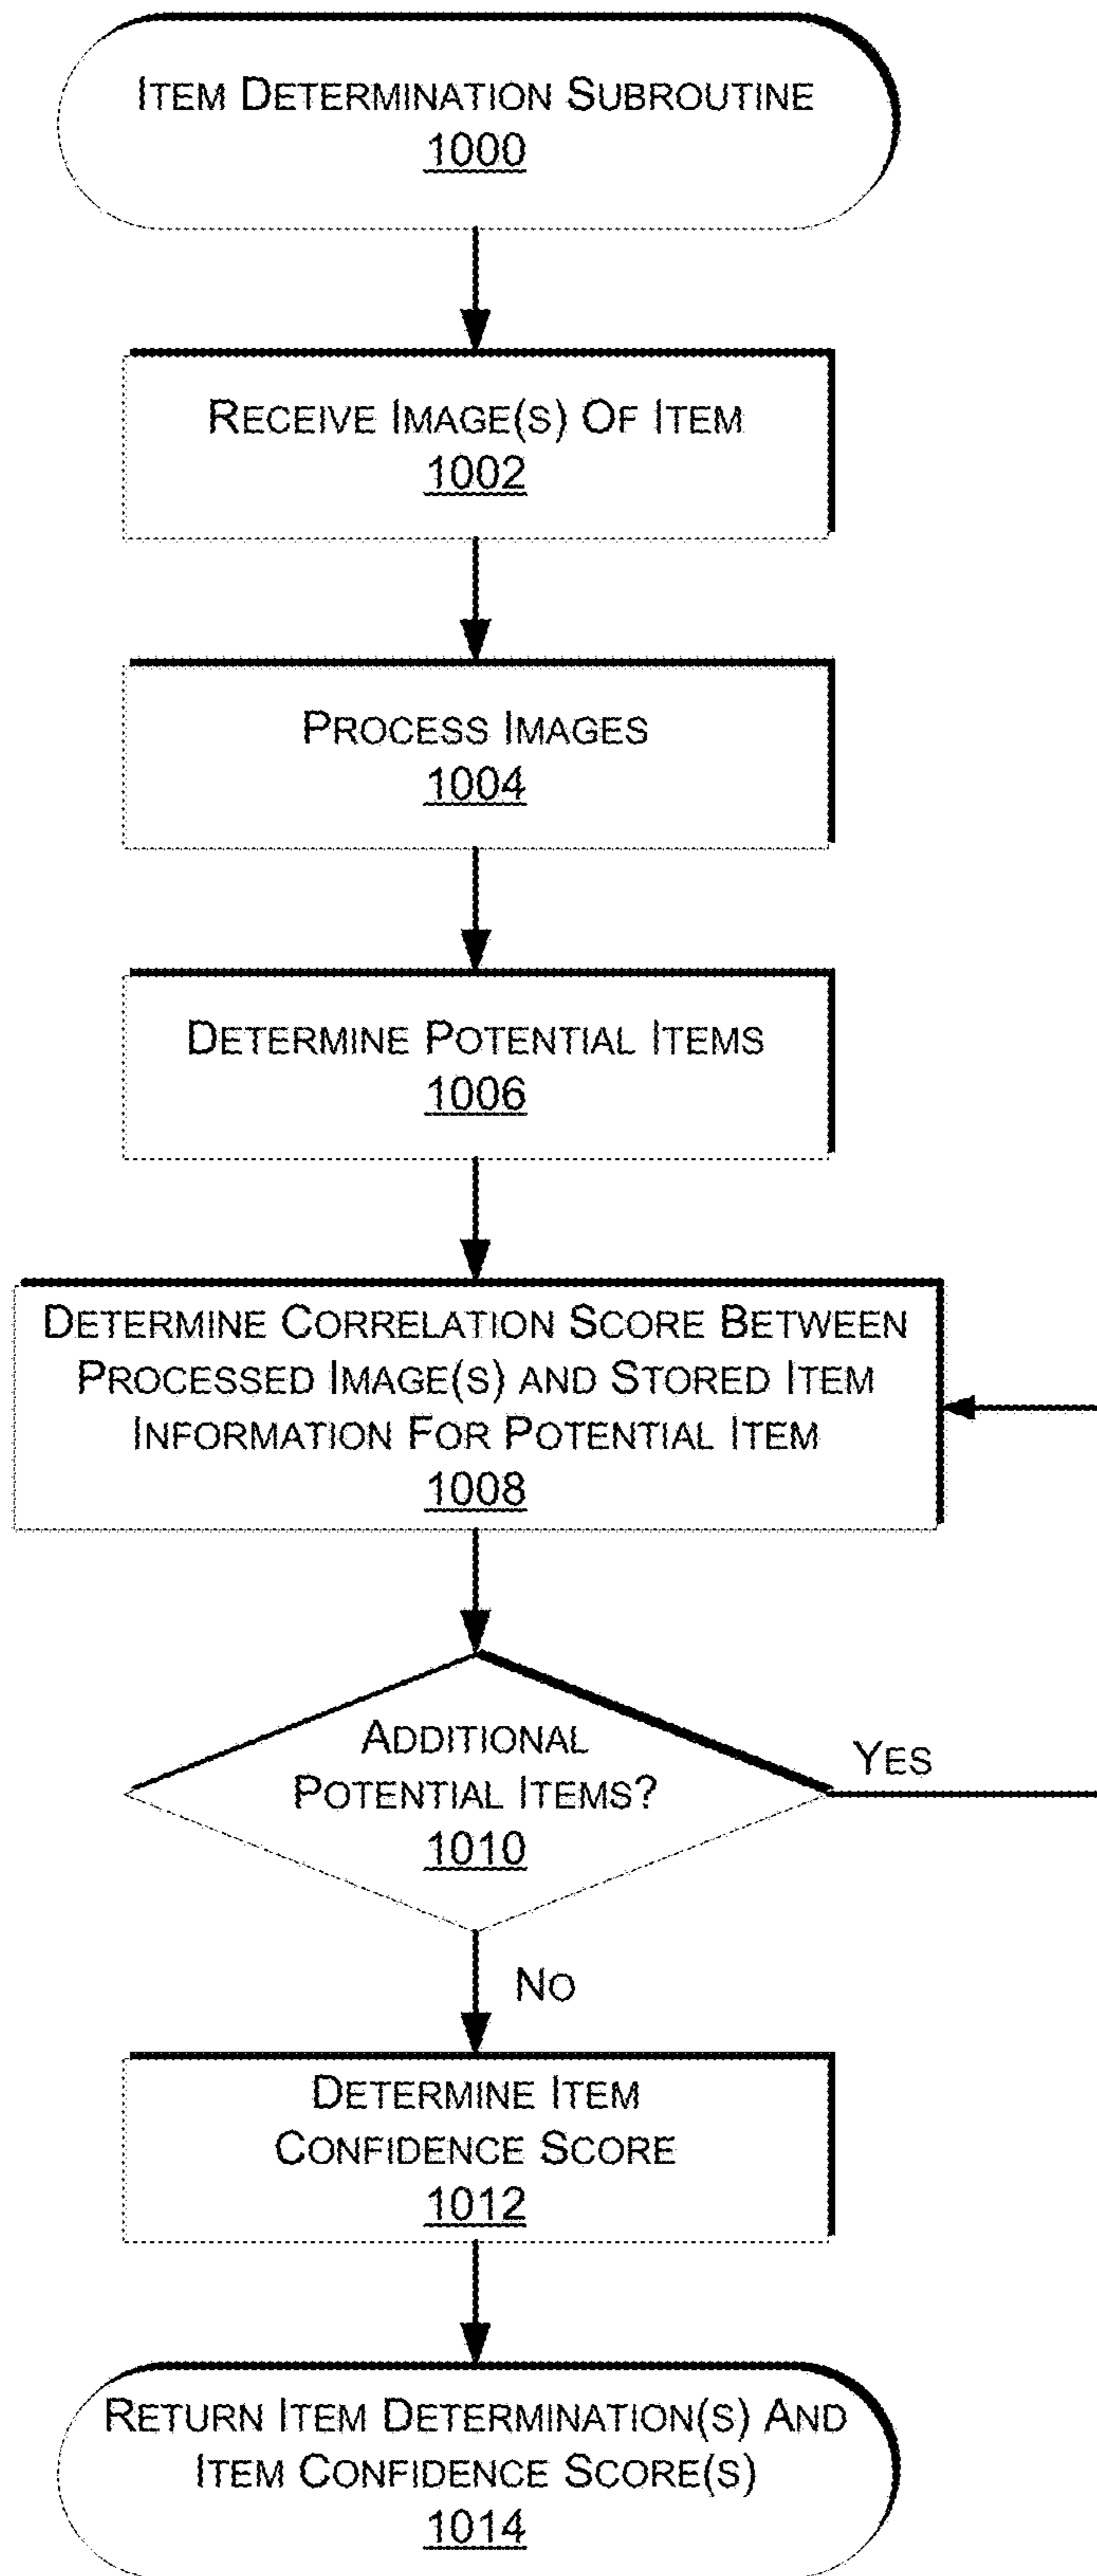 ITEM DETERMINATION SUBROUTINE
1000
RECEIVE IMAGE(S) OF ITEM
1002
PROCESS IMAGES
1004
DETERMINE POTENTIAL ITEMS
1006
DETERMINE CORRELATION SCORE BETWEEN
PROCESSED IMAGE(S) AND STORED ITEM
INFORMATION FOR POTENTIAL ITEM
1008
ADDITIONAL
POTENTIAL ITEMS?
1010
YES
NO
DETERMINE ITEM
CONFIDENCE SCORE
1012
RETURN ITEM DETERMINATION(S) AND
ITEM CONFIDENCE SCORE(S)
1014